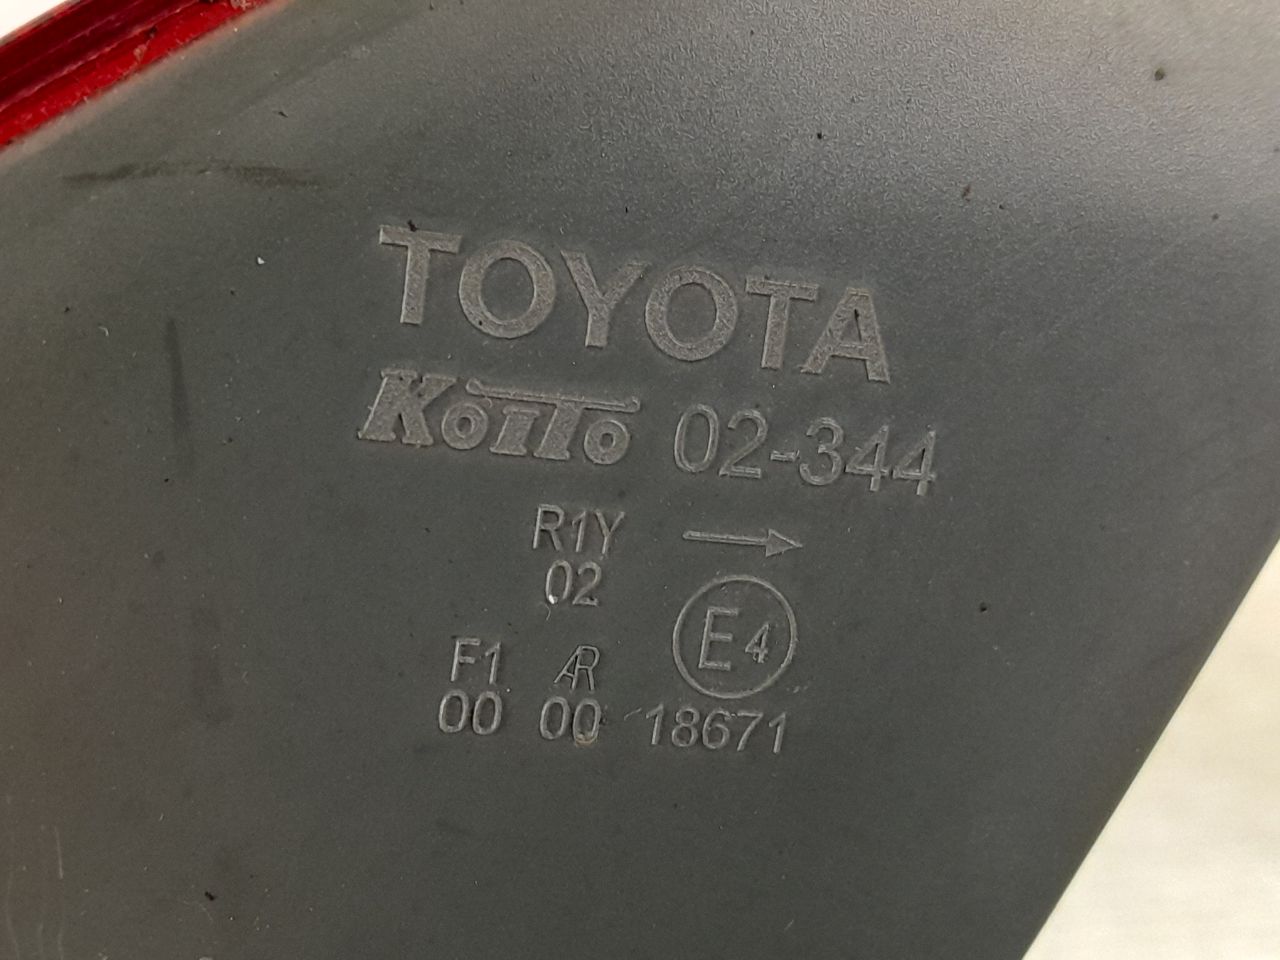 TOYOTA
KOITO 02-344
R1Y →
02
E4
F1 AR
00 00 18671